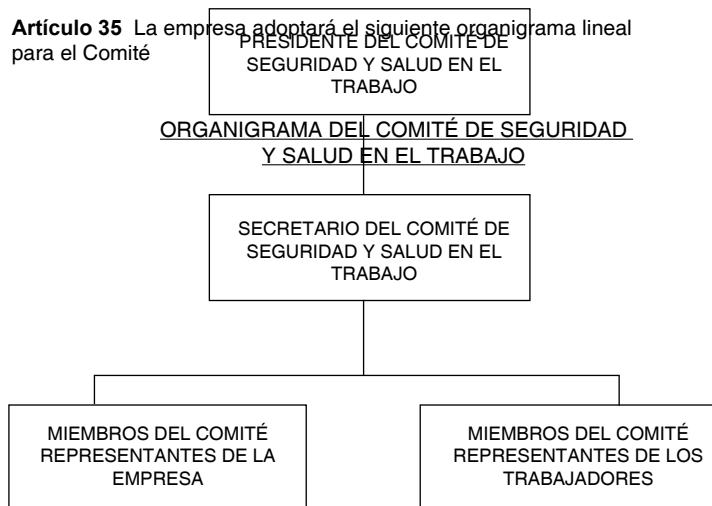 Artículo 35 La empresa adoptará el siguiente organigrama lineal
para el Comité
PRESIDENTE DEL COMITÉ DE
SEGURIDAD Y SALUD EN EL
TRABAJO
ORGANIGRAMA DEL COMITÉ DE SEGURIDAD
Y SALUD EN EL TRABAJO
SECRETARIO DEL COMITÉ DE
SEGURIDAD Y SALUD EN EL
TRABAJO
MIEMBROS DEL COMITÉ
REPRESENTANTES DE LA
EMPRESA
MIEMBROS DEL COMITÉ
REPRESENTANTES DE LOS
TRABAJADORES